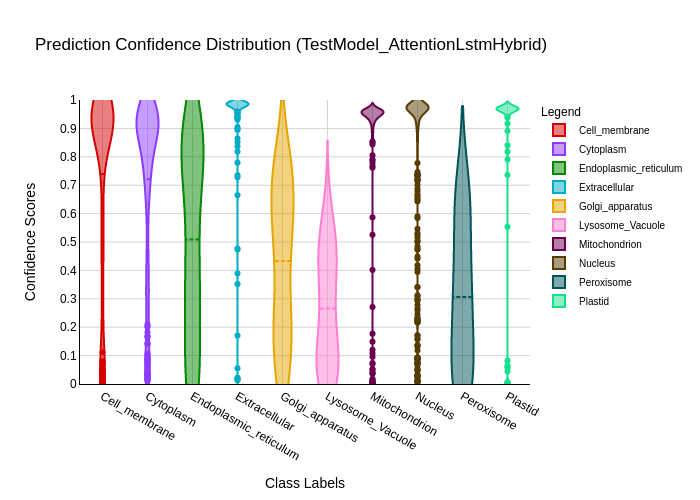 Prediction Confidence Distribution (TestModel_AttentionLstmHybrid)
Confidence Scores
1
0.9
0.8
0.7
0.6
0.5
0.4
0.3
0.2
0.1
0
Cell_membrane
Cytoplasm
Endoplasmic_reticulum
Extracellular
Golgi_apparatus
Lysosome_Vacuole
Mitochondrion
Nucleus
Peroxisome
Plastid
Class Labels
Legend
Cell_membrane
Cytoplasm
Endoplasmic_reticulum
Extracellular
Golgi_apparatus
Lysosome_Vacuole
Mitochondrion
Nucleus
Peroxisome
Plastid